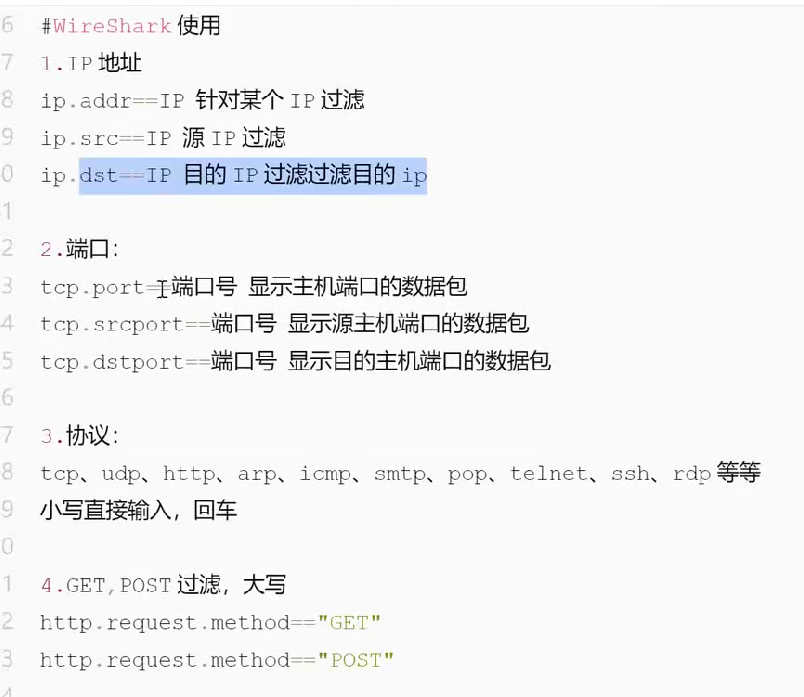 6 #WireShark 使用
7 1.IP 地址
8 ip.addr==IP 针对某个 IP 过滤
9 ip.src==IP 源 IP 过滤
0 ip.dst==IP 目的 IP 过滤过滤目的 ip
1
2 2.端口:
3 tcp.port==端口号 显示主机端口的数据包
4 tcp.srcport==端口号 显示源主机端口的数据包
5 tcp.dstport==端口号 显示目的主机端口的数据包
6
7 3.协议:
8 tcp、udp、http、arp、icmp、smtp、pop、telnet、ssh、rdp 等等
9 小写直接输入，回车
0
1 4.GET,POST 过滤，大写
2 http.request.method=="GET"
3 http.request.method=="POST"
4